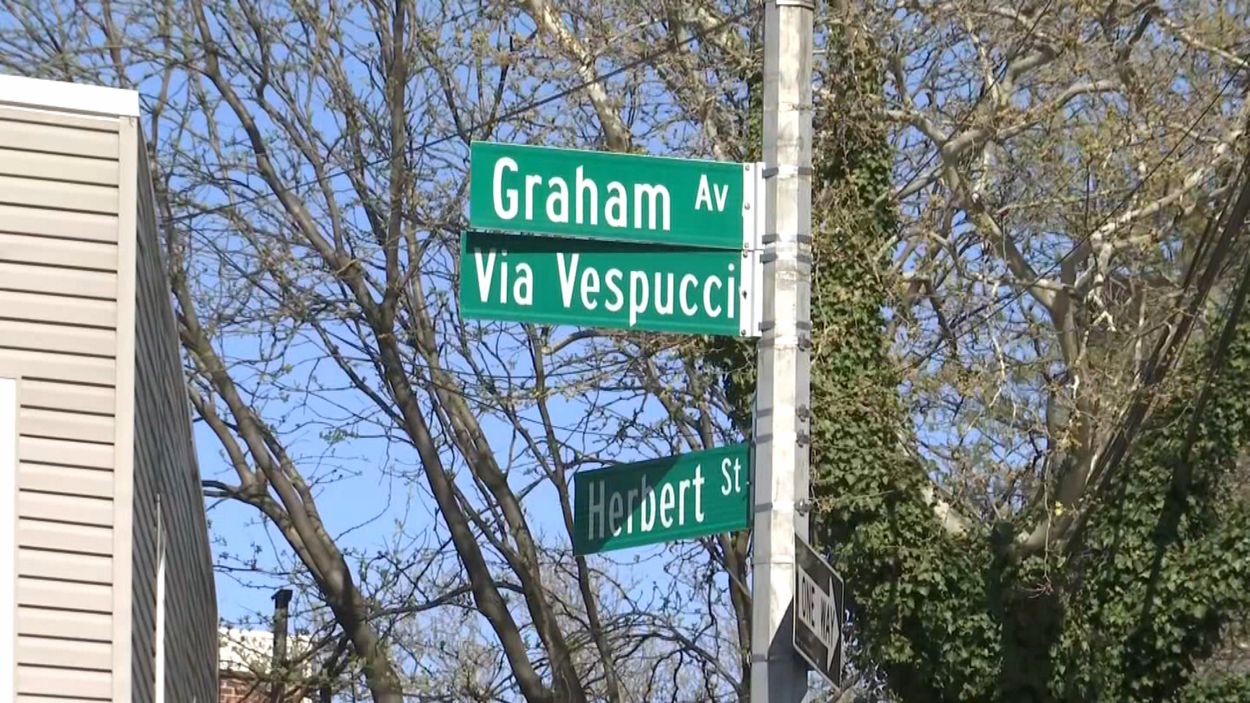 Graham Av
Via Vespucci
Herbert St
ONE WAY